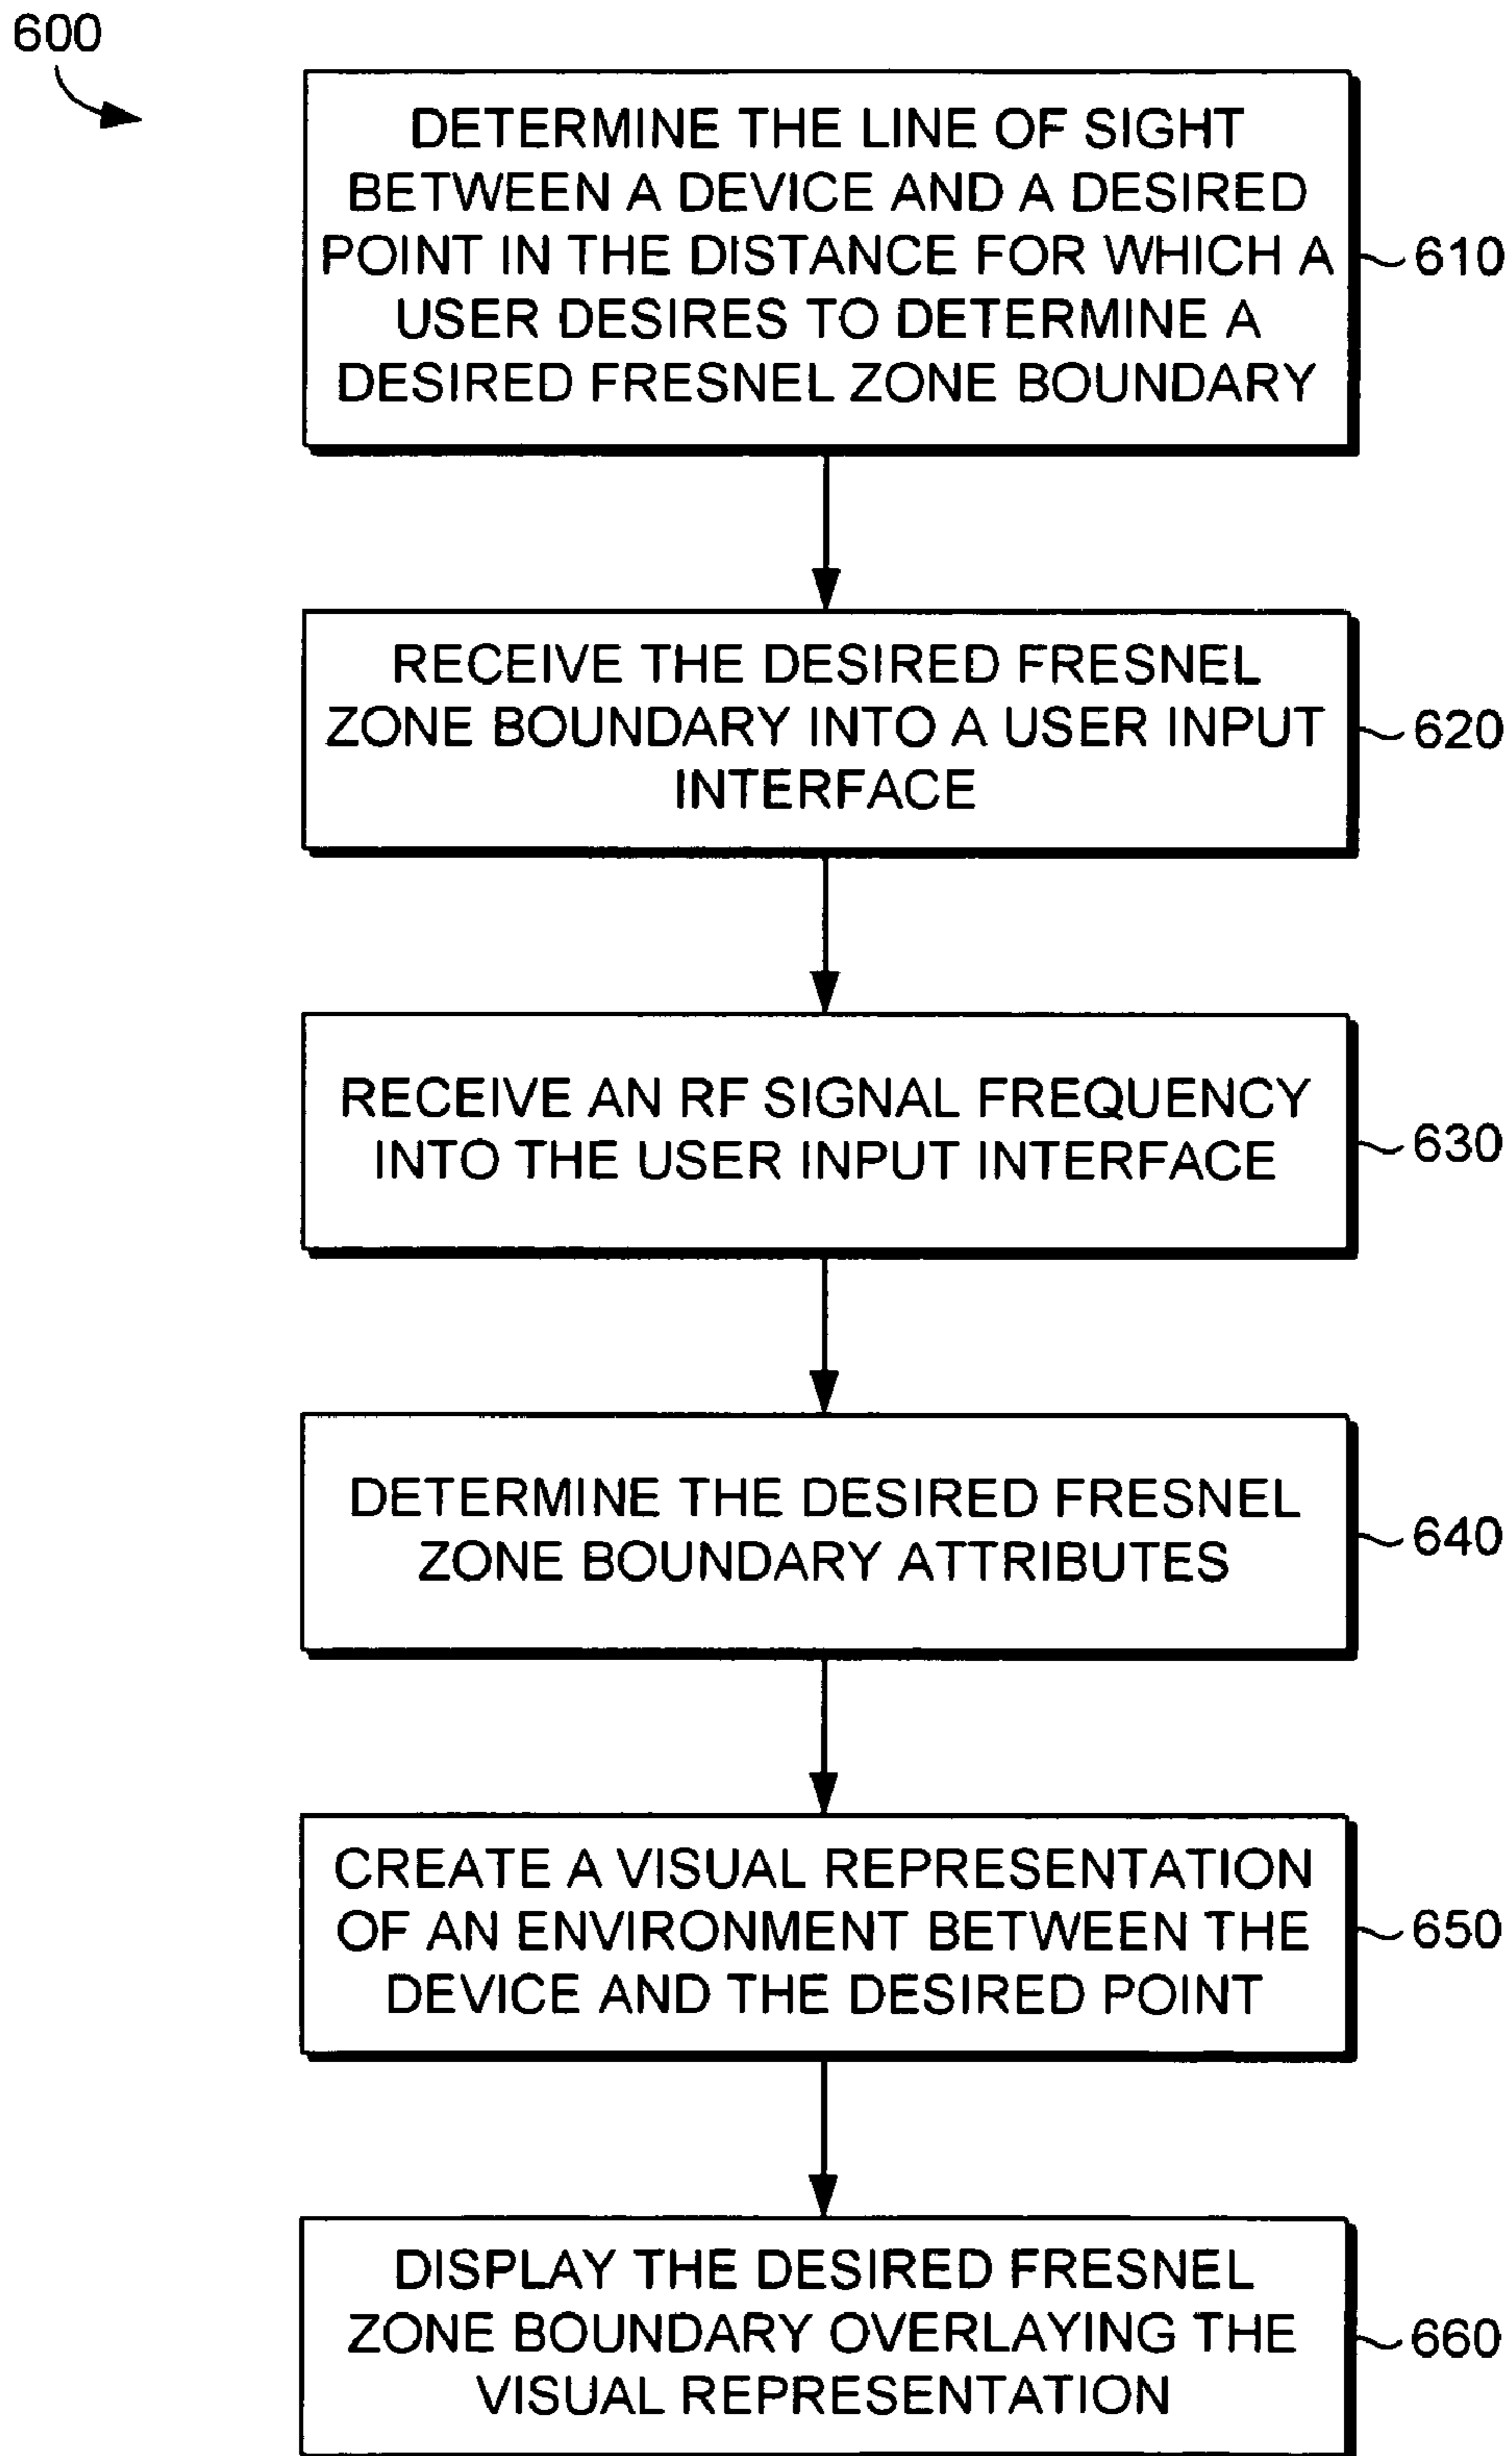 600
DETERMINE THE LINE OF SIGHT
BETWEEN A DEVICE AND A DESIRED
POINT IN THE DISTANCE FOR WHICH A
USER DESIRES TO DETERMINE A
DESIRED FRESNEL ZONE BOUNDARY
610
RECEIVE THE DESIRED FRESNEL
ZONE BOUNDARY INTO A USER INPUT
INTERFACE
620
RECEIVE AN RF SIGNAL FREQUENCY
INTO THE USER INPUT INTERFACE
630
DETERMINE THE DESIRED FRESNEL
ZONE BOUNDARY ATTRIBUTES
640
CREATE A VISUAL REPRESENTATION
OF AN ENVIRONMENT BETWEEN THE
DEVICE AND THE DESIRED POINT
650
DISPLAY THE DESIRED FRESNEL
ZONE BOUNDARY OVERLAYING THE
VISUAL REPRESENTATION
660